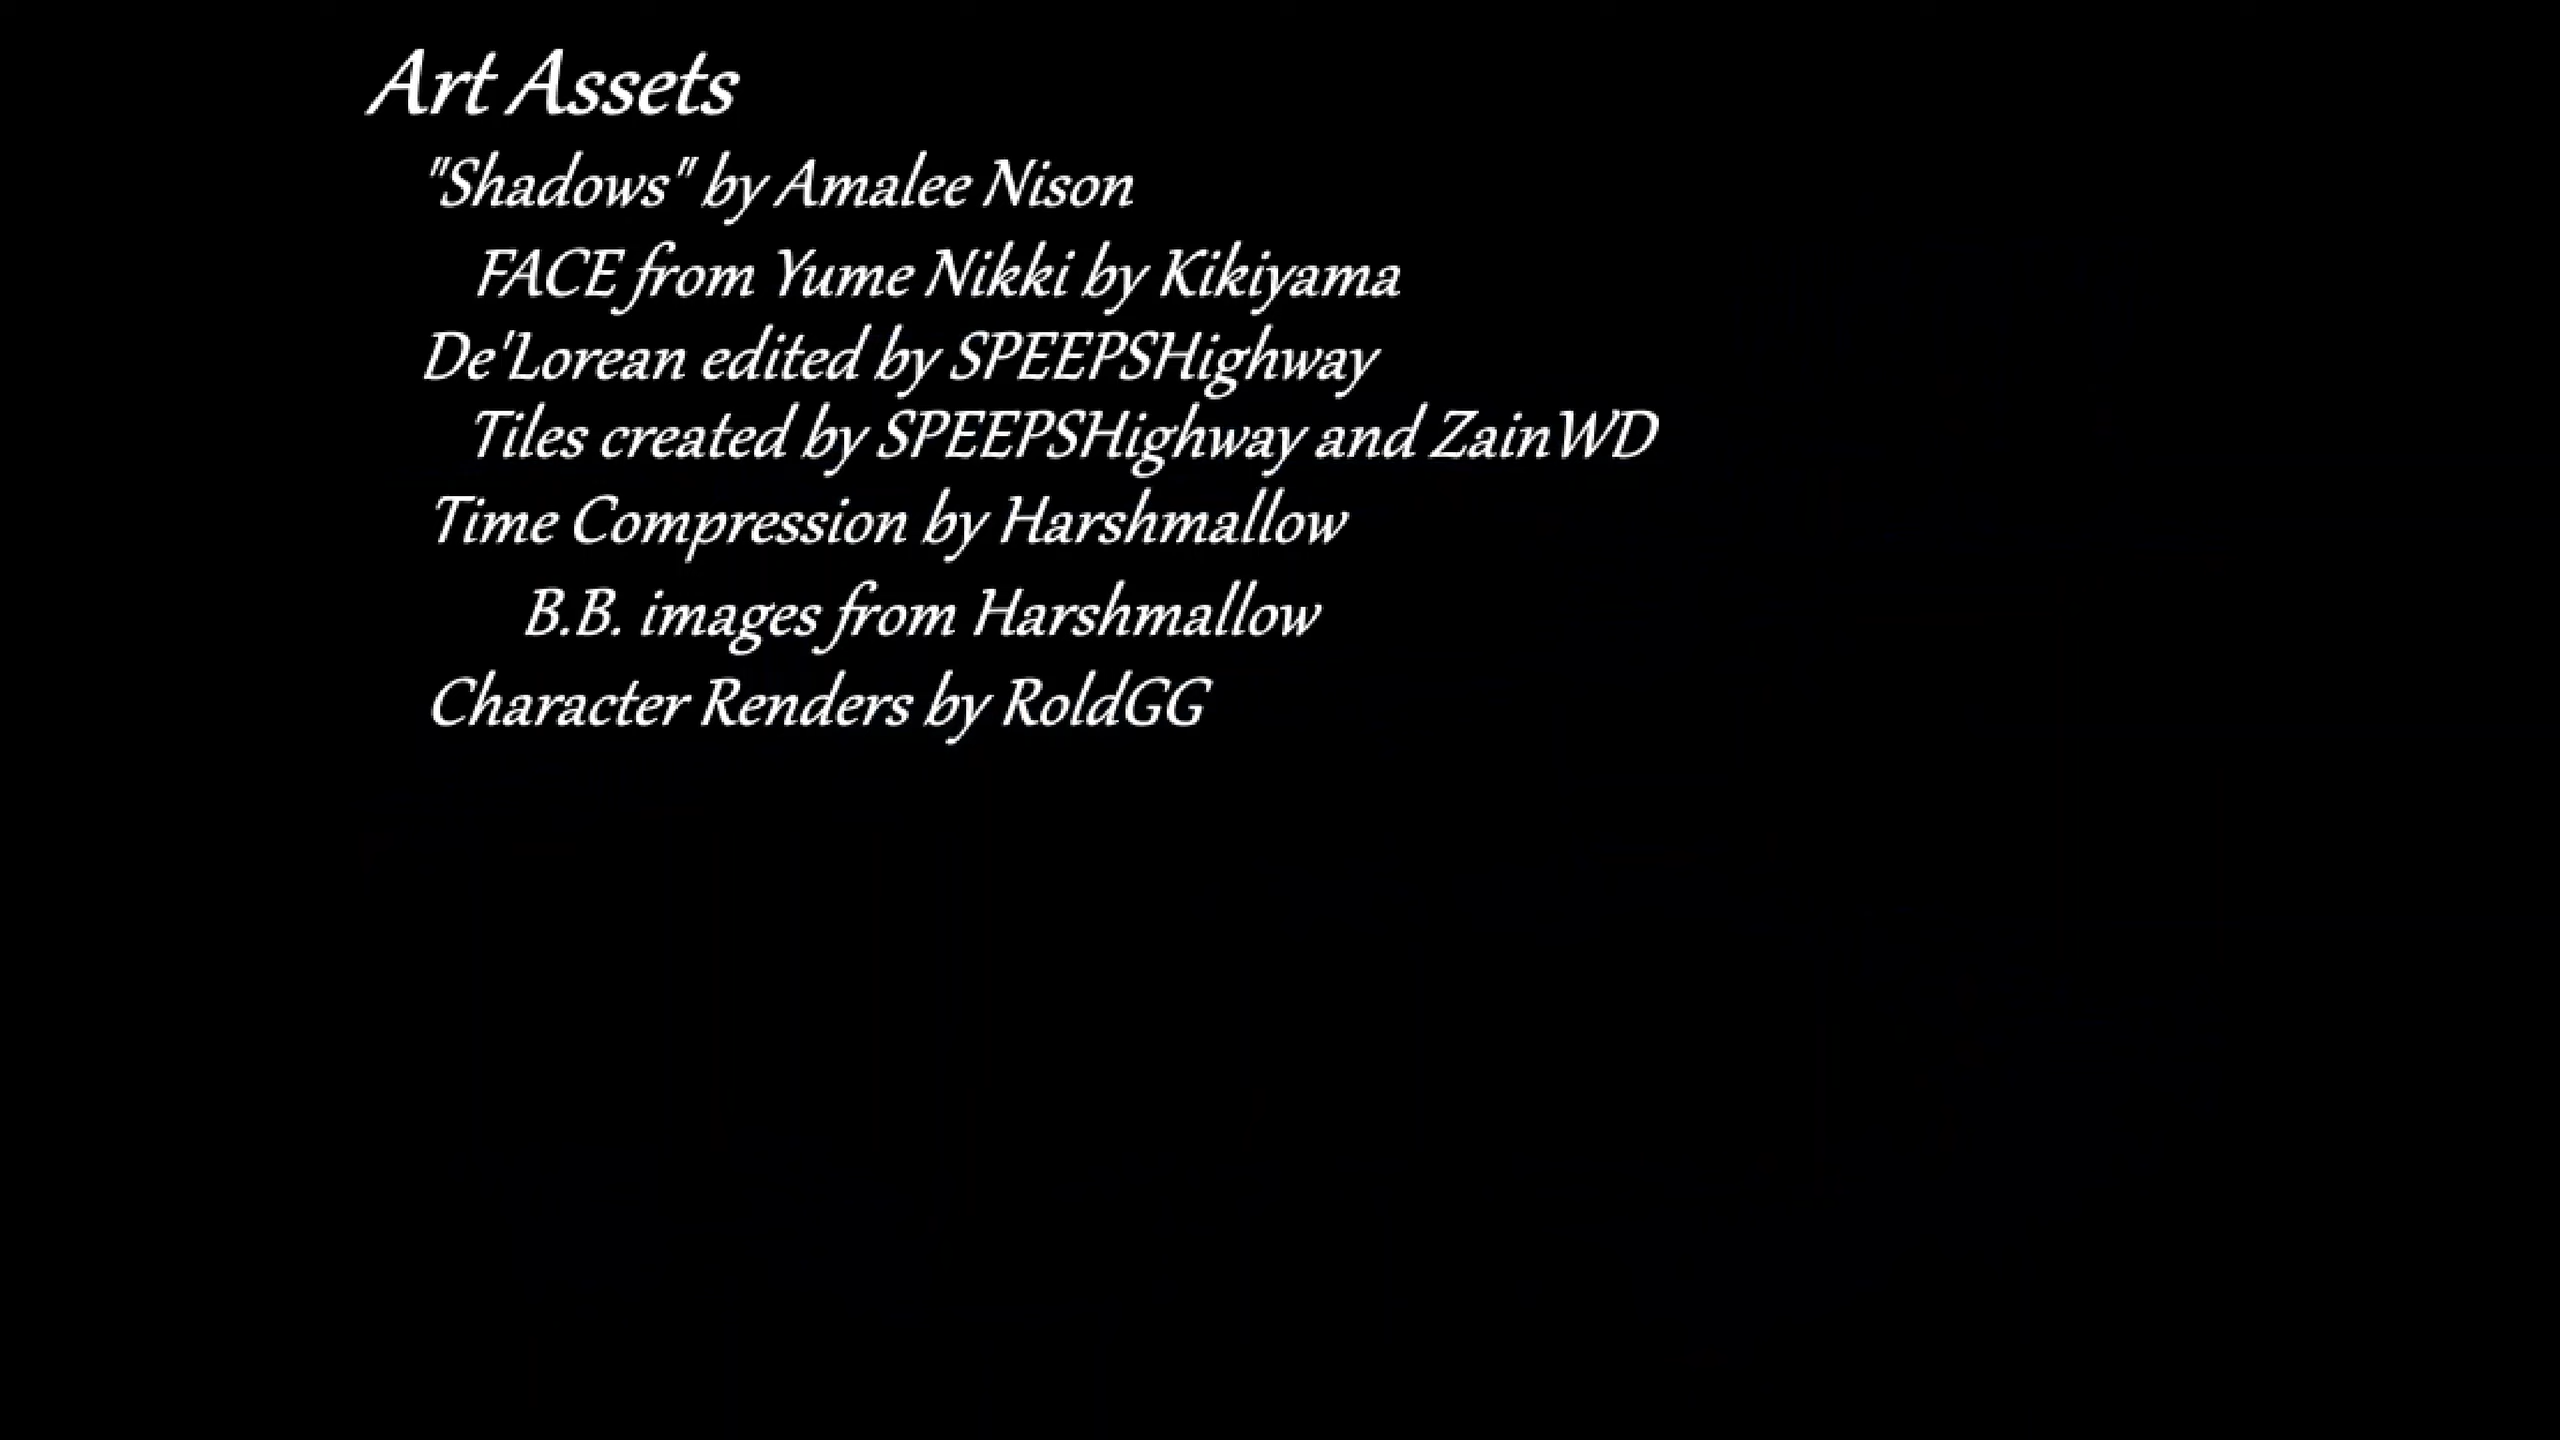 Art Assets
"Shadows" by Amalee Nison
FACE from Yume Nikki by Kikiyama
De'Lorean edited by SPEEPSHighway
Tiles created by SPEEPSHighway and ZainWD
Time Compression by Harshmallow
B.B. images from Harshmallow
Character Renders by RoldGG